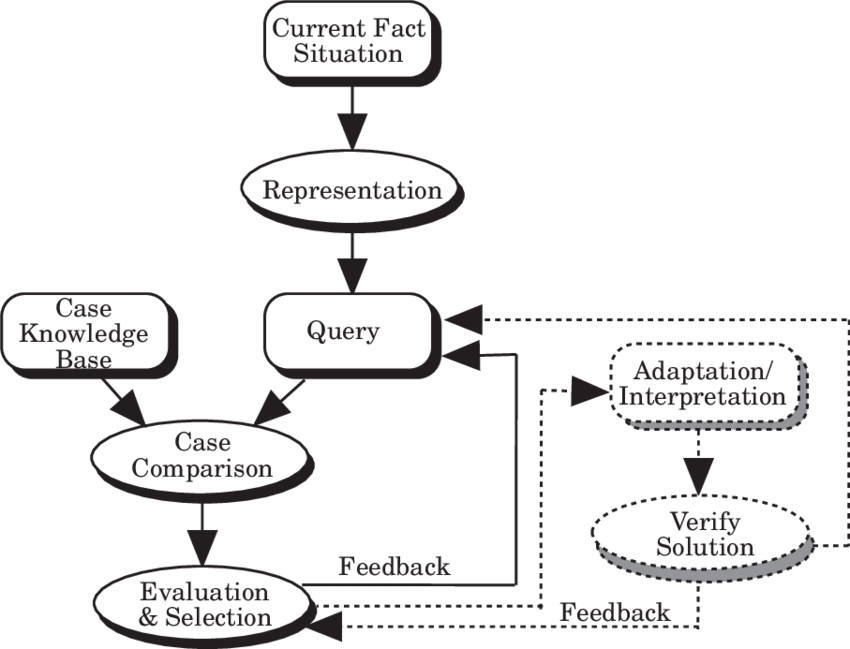 Current Fact
Situation
Representation
Case
Knowledge
Base
Query
Adaptation/
Interpretation
Case
Comparison
Verify
Solution
Feedback
Evaluation
& Selection
Feedback